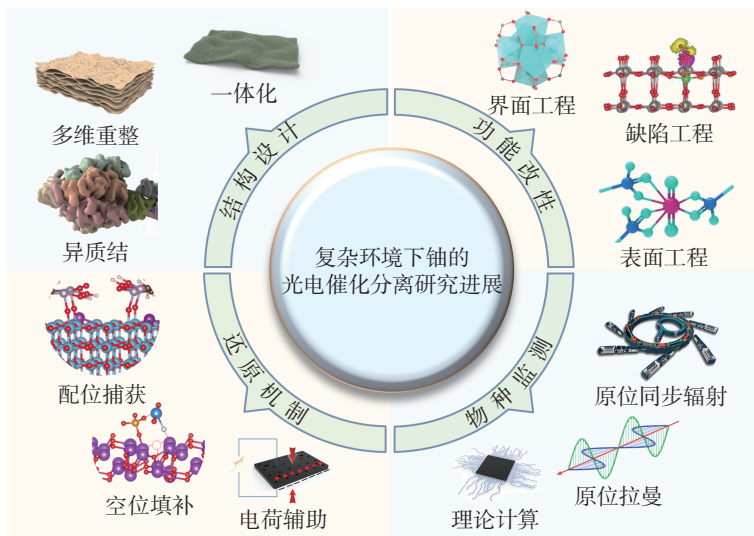 一体化
多维重整
异质结
结构设计
界面工程
缺陷工程
表面工程
功能改性
复杂环境下铀的
光电催化分离研究进展
配位捕获
空位填补
电荷辅助
还原机制
原位同步辐射
原位拉曼
理论计算
物种监测